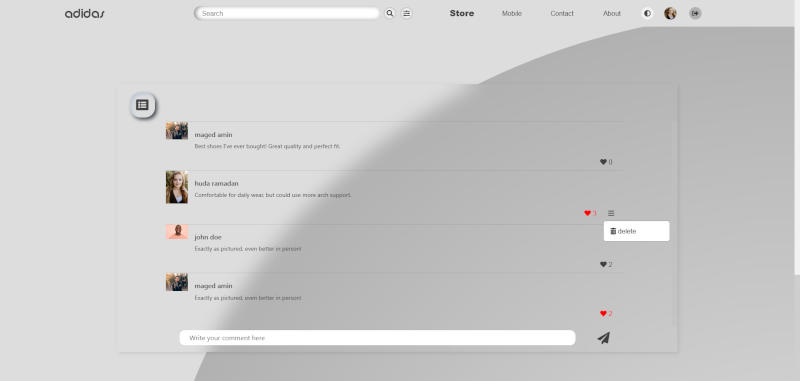 adidas
Search
Store
Mobile
Contact
About
maged amin
Best shoes I've ever bought! Great quality and perfect fit.
0
huda ramadan
Comfortable for daily wear, but could use more arch support.
3
delete
john doe
Exactly as pictured, even better in person!
2
maged amin
Exactly as pictured, even better in person!
2
Write your comment here